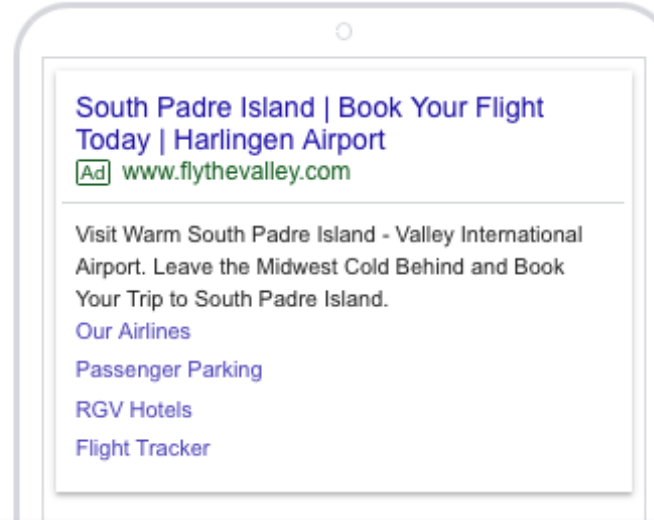 South Padre Island | Book Your Flight
Today | Harlingen Airport
Ad www.flythevalley.com
Visit Warm South Padre Island - Valley International
Airport. Leave the Midwest Cold Behind and Book
Your Trip to South Padre Island.
Our Airlines
Passenger Parking
RGV Hotels
Flight Tracker